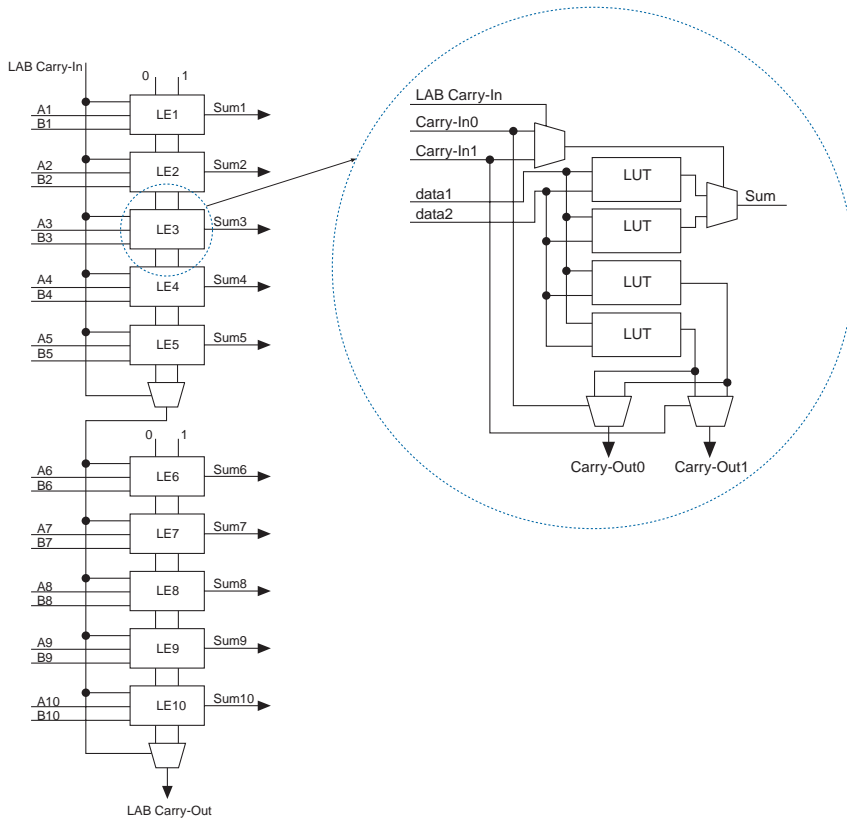 LAB Carry-In
0 1
A1
B1
LE1
Sum1
A2
B2
LE2
Sum2
A3
B3
LE3
Sum3
A4
B4
LE4
Sum4
A5
B5
LE5
Sum5
0 1
A6
B6
LE6
Sum6
A7
B7
LE7
Sum7
A8
B8
LE8
Sum8
A9
B9
LE9
Sum9
A10
B10
LE10
Sum10
LAB Carry-Out
LAB Carry-In
Carry-In0
Carry-In1
data1
data2
LUT
LUT
LUT
LUT
Sum
Carry-Out0
Carry-Out1